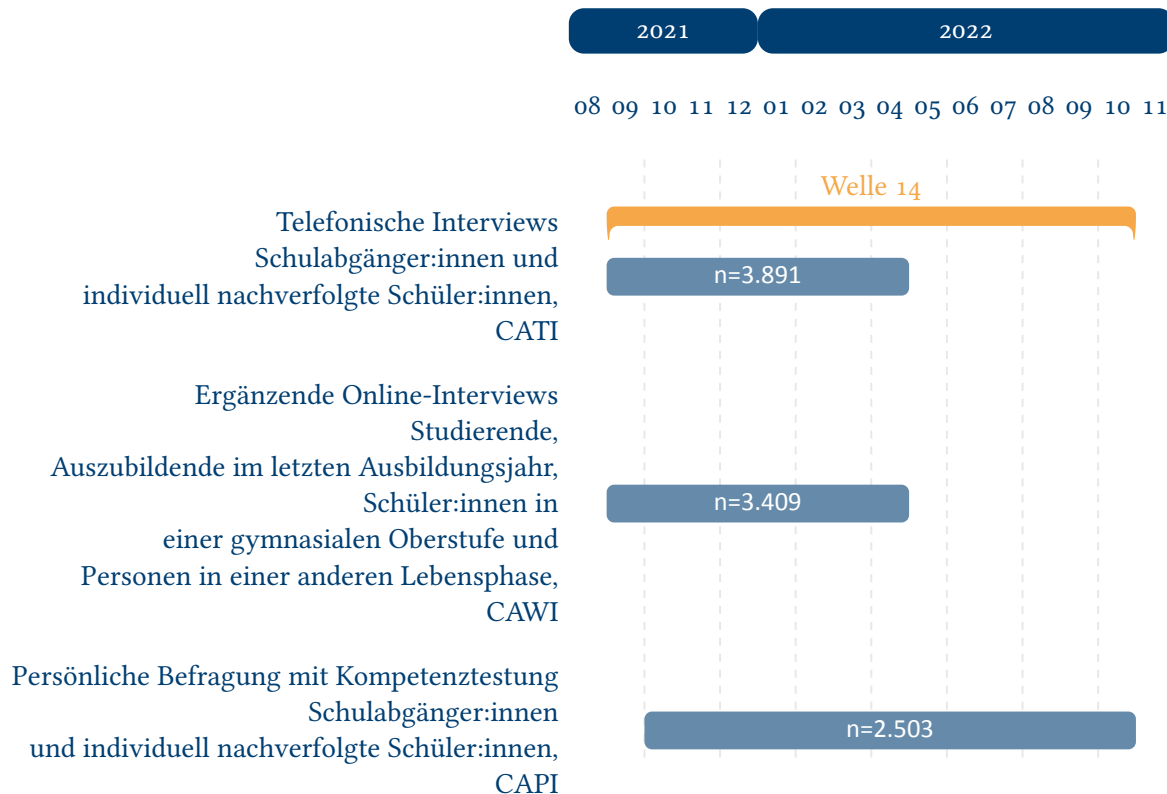 2021 2022
08 09 10 11 12 01 02 03 04 05 06 07 08 09 10 11
Welle 14
Telefonische Interviews
Schulabgänger:innen und
individuell nachverfolgte Schüler:innen,
CATI
n=3.891
Ergänzende Online-Interviews
Studierende,
Auszubildende im letzten Ausbildungsjahr,
Schüler:innen in
einer gymnasialen Oberstufe und
Personen in einer anderen Lebensphase,
CAWI
n=3.409
Persönliche Befragung mit Kompetenztestung
Schulabgänger:innen
und individuell nachverfolgte Schüler:innen,
CAPI
n=2.503